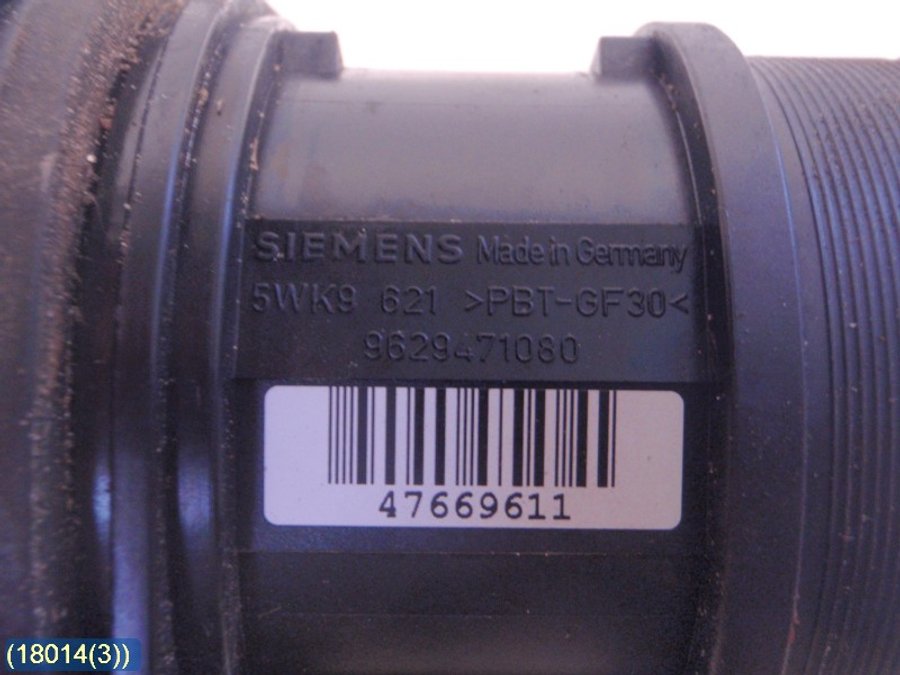 SIEMENS Made in Germany
5WK9 621 >PBT-GF30<
9629471080
47669611
(18014(3))